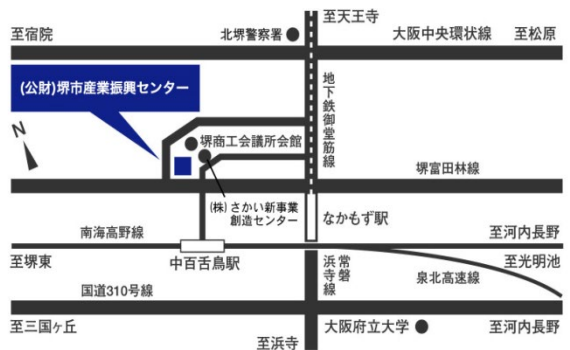 至天王寺
至宿院
北堺警察署
大阪中央環状線
至松原
(公財)堺市産業振興センター
地下鉄御堂筋線
N
堺商工会議所会館
堺富田林線
(株)さかい新事業
創造センター
なかもず駅
南海高野線
至河内長野
至堺東
中百舌鳥駅
常磐
浜寺線
泉北高速線
至光明池
国道310号線
至三国ヶ丘
至浜寺
大阪府立大学
至河内長野